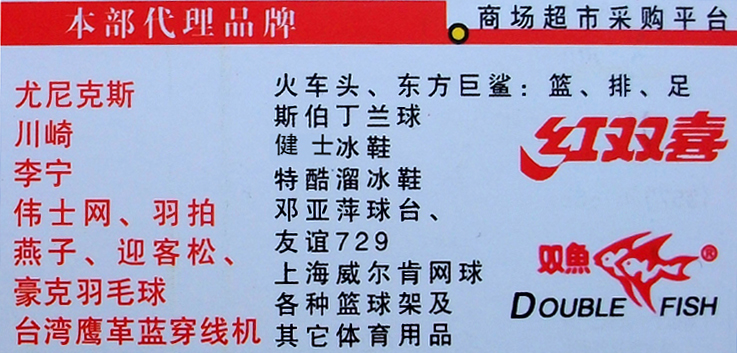 本部代理品牌
商场超市采购平台
尤尼克斯
川崎
李宁
伟士网、羽拍
燕子、迎客松、
豪克羽毛球
台湾鹰革蓝穿线机
火车头、东方巨鲨：篮、排、足
斯伯丁兰球
健士冰鞋
特酷溜冰鞋
邓亚萍球台、
友谊729
上海威尔肯网球
各种篮球架及
其它体育用品
红双喜
双魚®
DOUBLE FISH